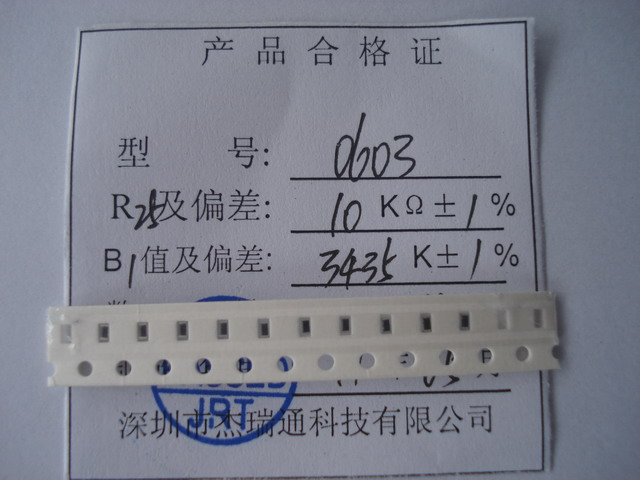 产品合格证
型 号: 0603
R25及偏差: 10 KΩ±1%
B1值及偏差: 3435 K±1%
JRT
深圳市杰瑞通科技有限公司